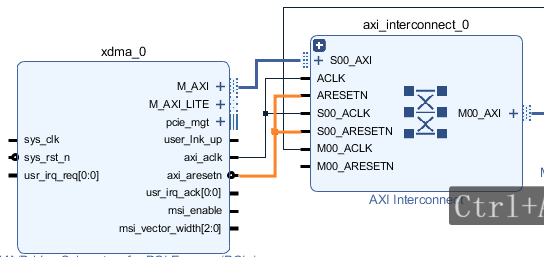 xdma_0
M_AXI
M_AXI_LITE
pcie_mgt
sys_clk
user_lnk_up
sys_rst_n
axi_aclk
usr_irq_req[0:0]
axi_aresetn
usr_irq_ack[0:0]
msi_enable
msi_vector_width[2:0]
axi_interconnect_0
S00_AXI
ACLK
ARESETN
S00_ACLK
M00_AXI
S00_ARESETN
M00_ACLK
M00_ARESETN
AXI Interconnect
Ctrl+A